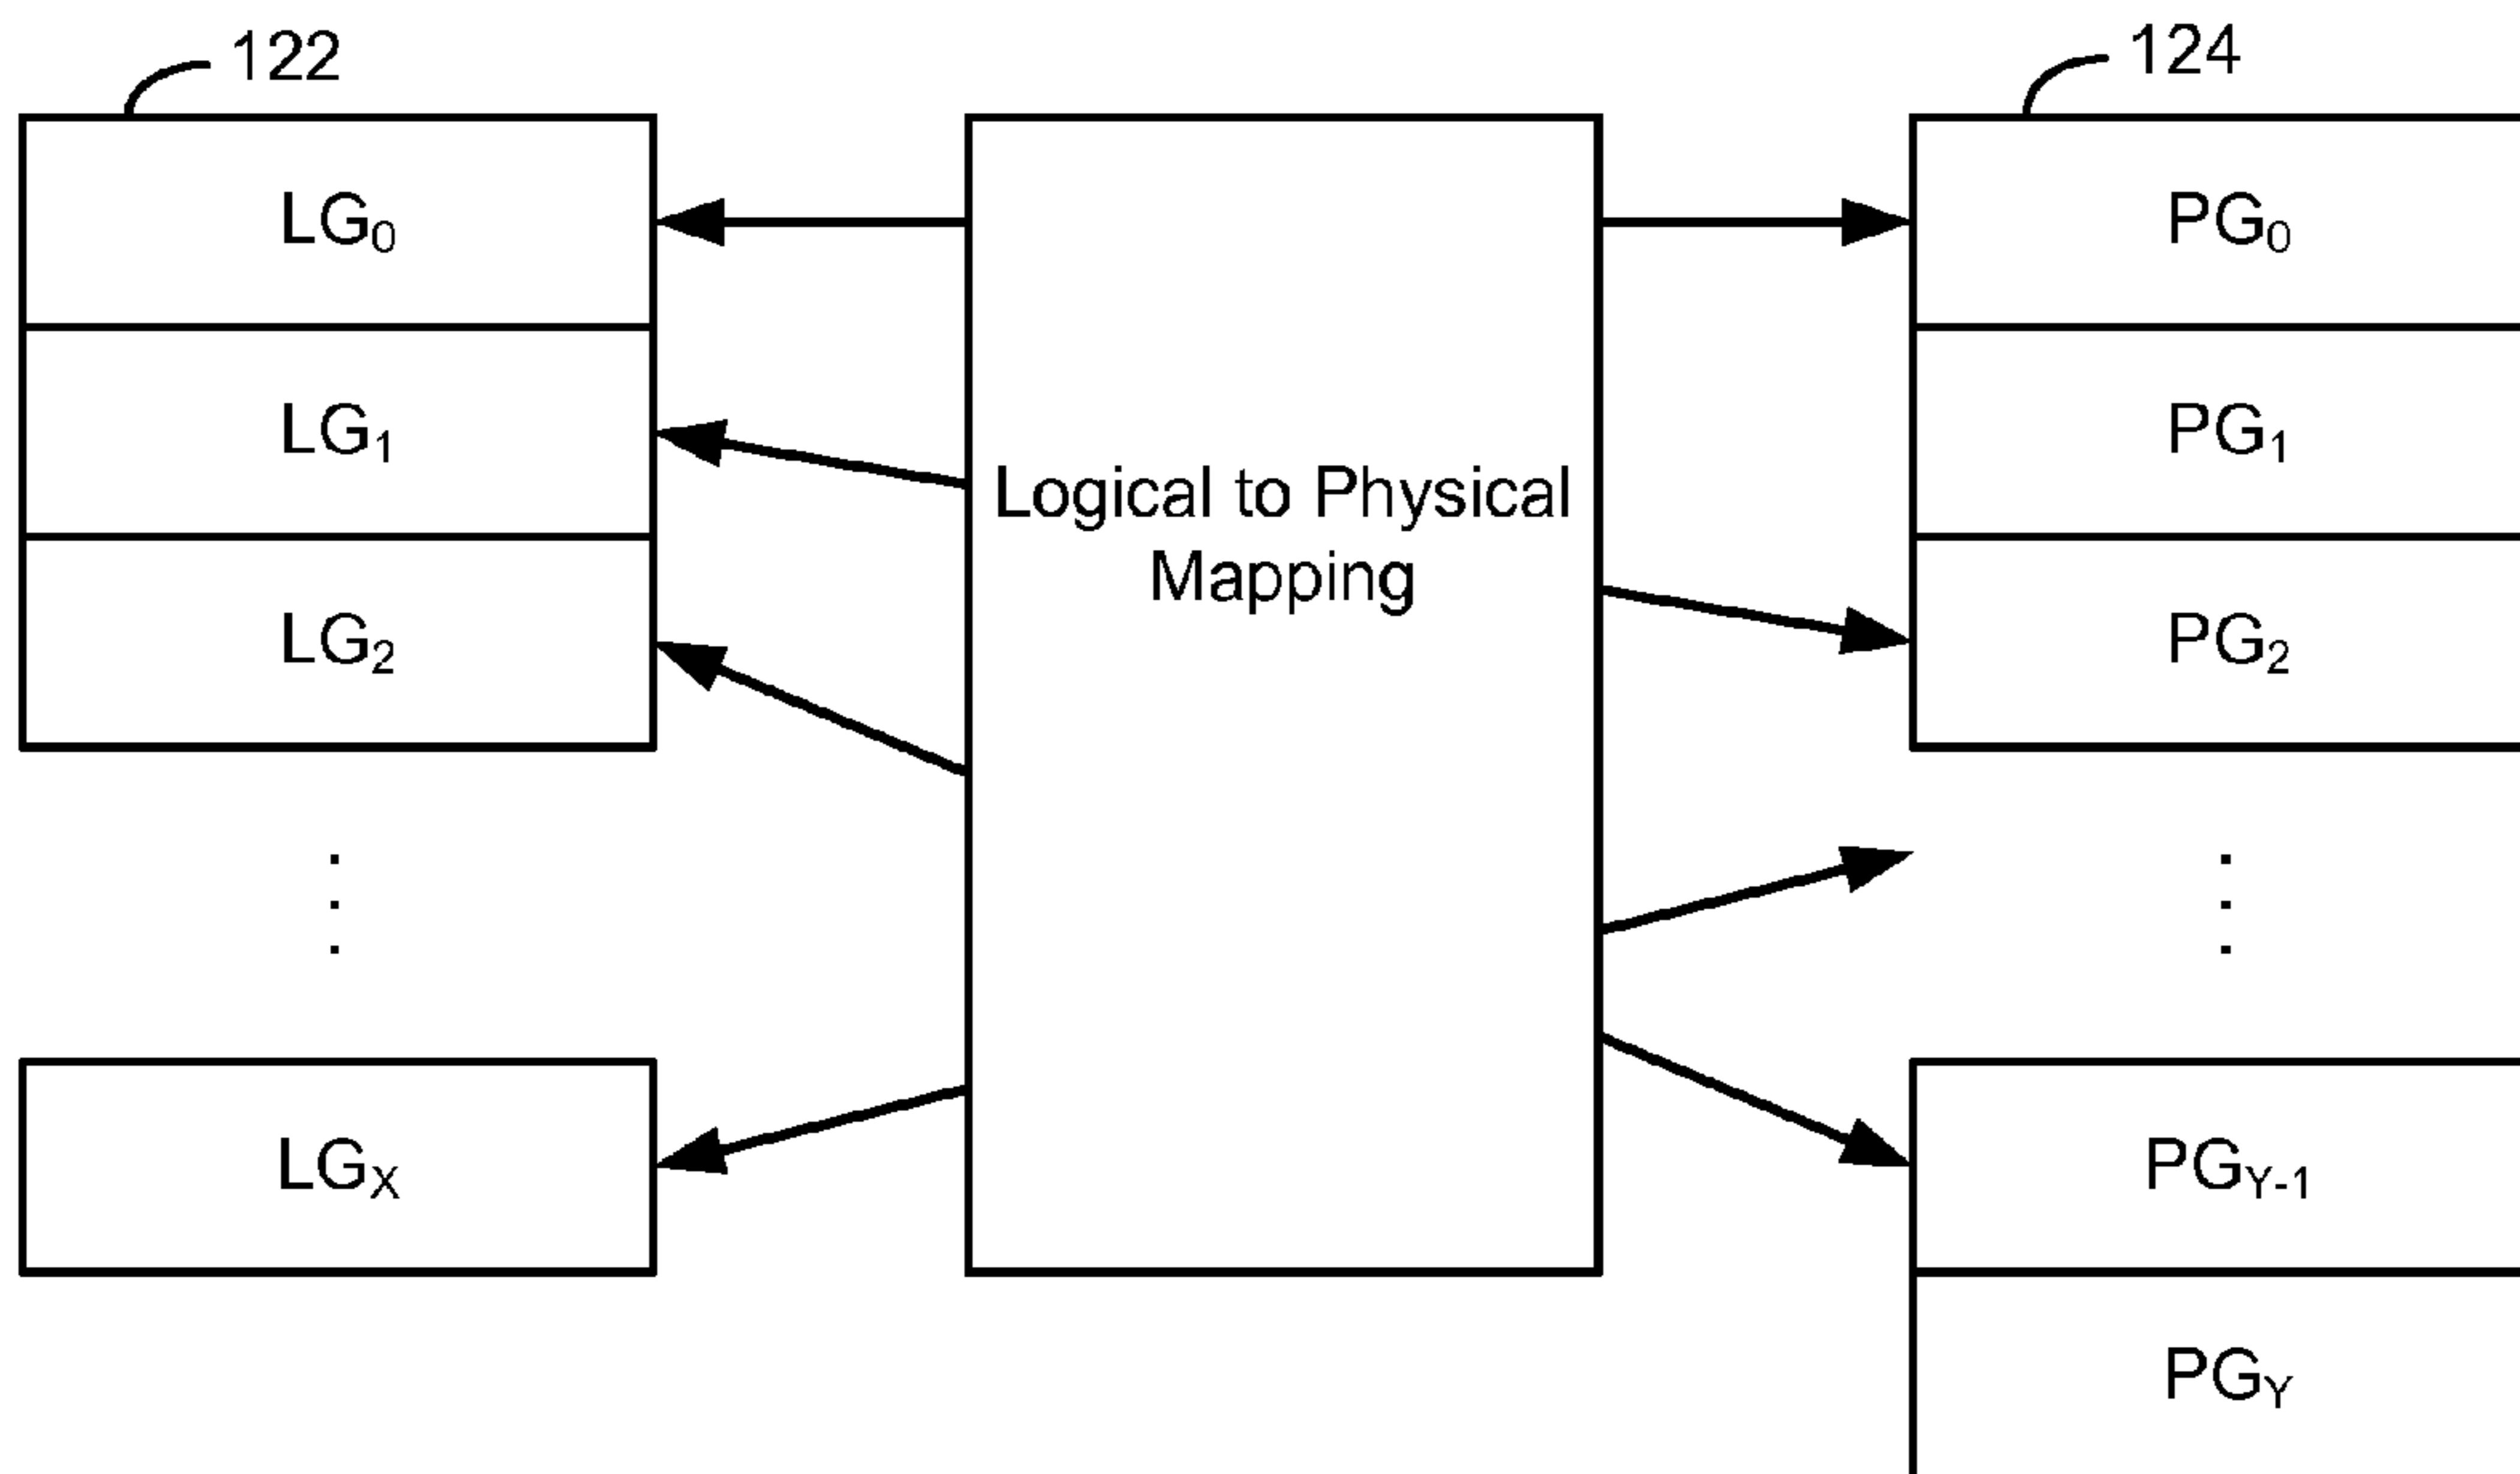 122
124
LG0
LG1
LG2
LGX
Logical to Physical
Mapping
PG0
PG1
PG2
PGY-1
PGY